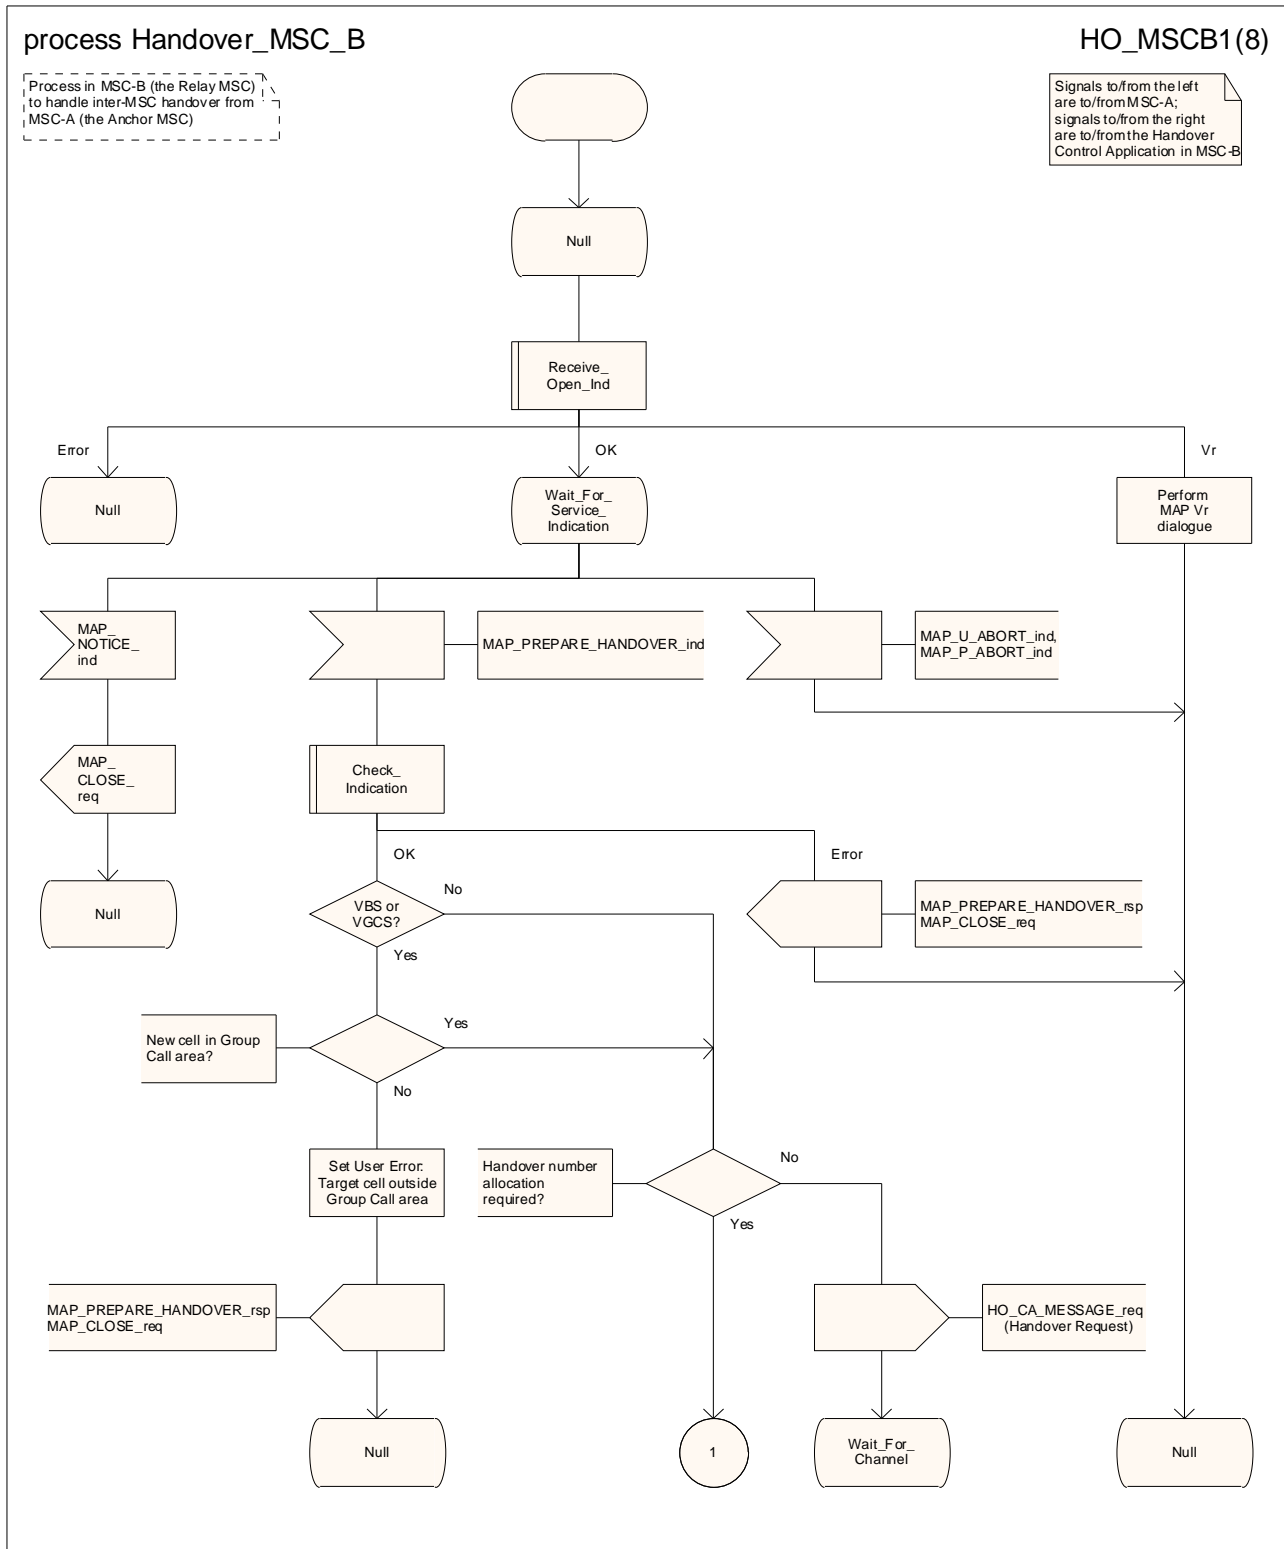 process Handover_MSC_B
HO_MSCB1(8)
Process in MSC-B (the Relay MSC)
to handle inter-MSC handover from
MSC-A (the Anchor MSC)
Signals to/from the left
are to/from MSC-A;
signals to/from the right
are to/from the Handover
Control Application in MSC-B
Null
Receive_
Open_Ind
Error
OK
Vr
Null
Wait_For_
Service_
Indication
Perform
MAP Vr
dialogue
MAP_
NOTICE_
ind
MAP_PREPARE_HANDOVER_ind
MAP_U_ABORT_ind,
MAP_P_ABORT_ind
MAP_
CLOSE_
req
Check_
Indication
OK
Error
Null
VBS or
VGCS?
No
Yes
MAP_PREPARE_HANDOVER_rsp
MAP_CLOSE_req
New cell in Group
Call area?
Yes
No
Set User Error:
Target cell outside
Group Call area
Handover number
allocation
required?
No
Yes
MAP_PREPARE_HANDOVER_rsp
MAP_CLOSE_req
HO_CA_MESSAGE_req
(Handover Request)
Null
1
Wait_For_
Channel
Null